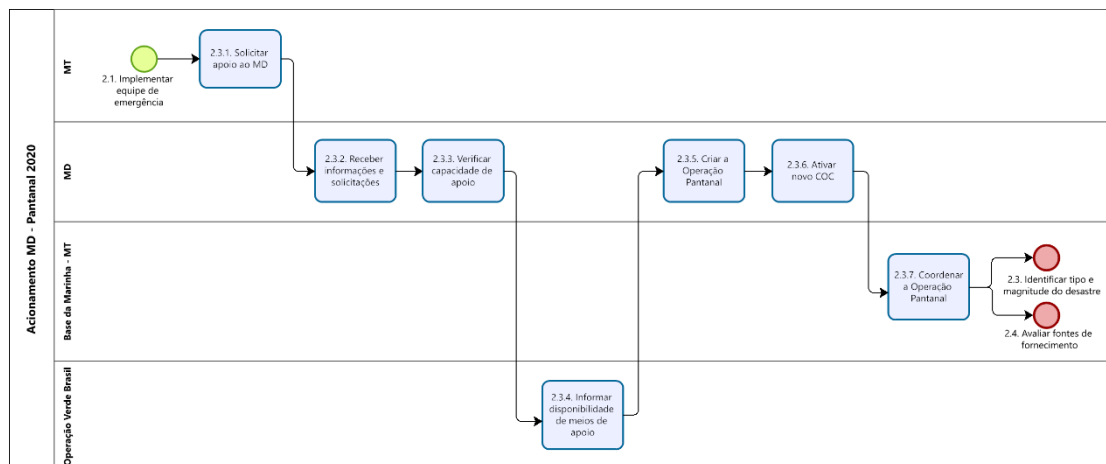 Acionamento MD - Pantanal 2020
MT
2.1. Implementar
equipe de
emergência
2.3.1. Solicitar
apoio ao MD
MD
2.3.2. Receber
informações e
solicitações
2.3.3. Verificar
capacidade de
apoio
2.3.5. Criar a
Operação
Pantanal
2.3.6. Ativar
novo COC
Base da Marinha - MT
2.3.7. Coordenar
a Operação
Pantanal
2.3. Identificar tipo e
magnitude do desastre
2.4. Avaliar fontes de
fornecimento
Operação Verde Brasil
2.3.4. Informar
disponibilidade
de meios de
apoio